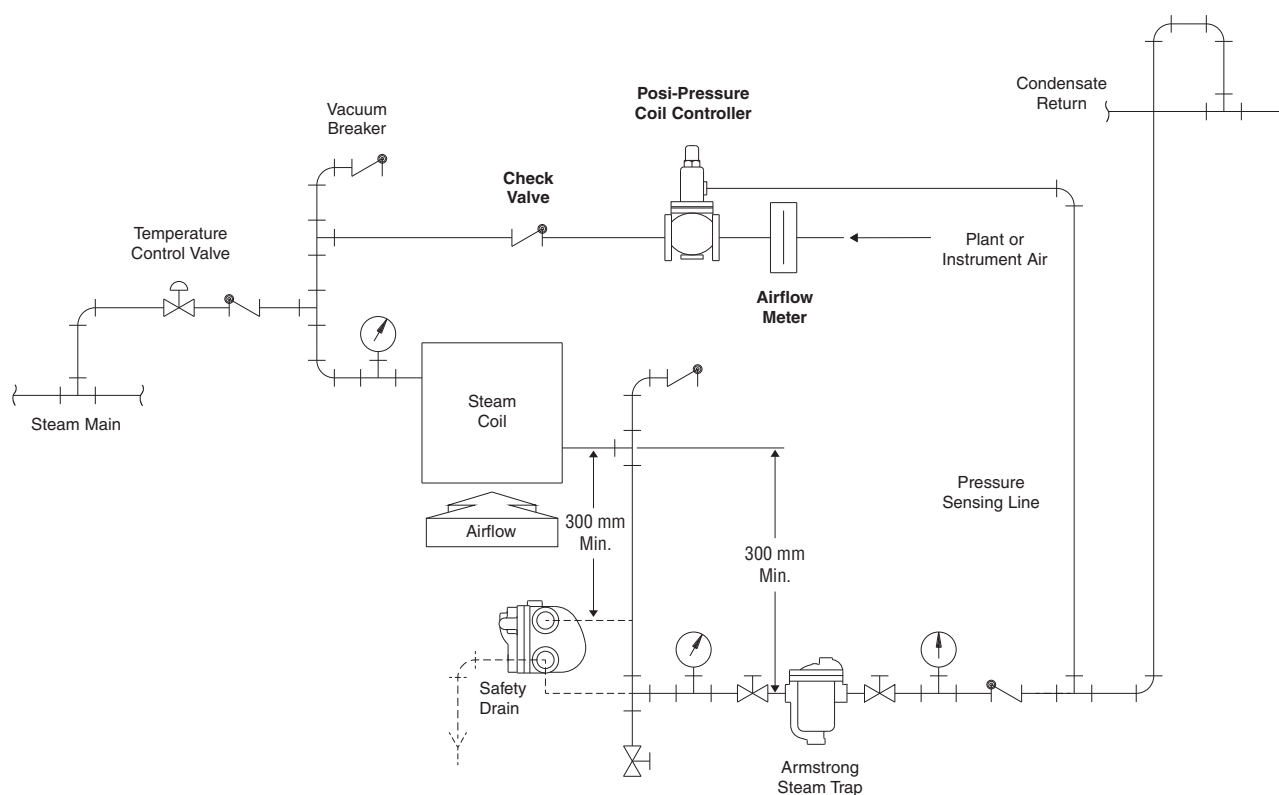 Condensate
Return
Posi-Pressure
Coil Controller
Vacuum
Breaker
Check
Valve
Temperature
Control Valve
Plant or
Instrument Air
Airflow
Meter
Steam Main
Steam
Coil
Pressure
Sensing Line
Airflow
300 mm
Min.
300 mm
Min.
Safety
Drain
Armstrong
Steam Trap